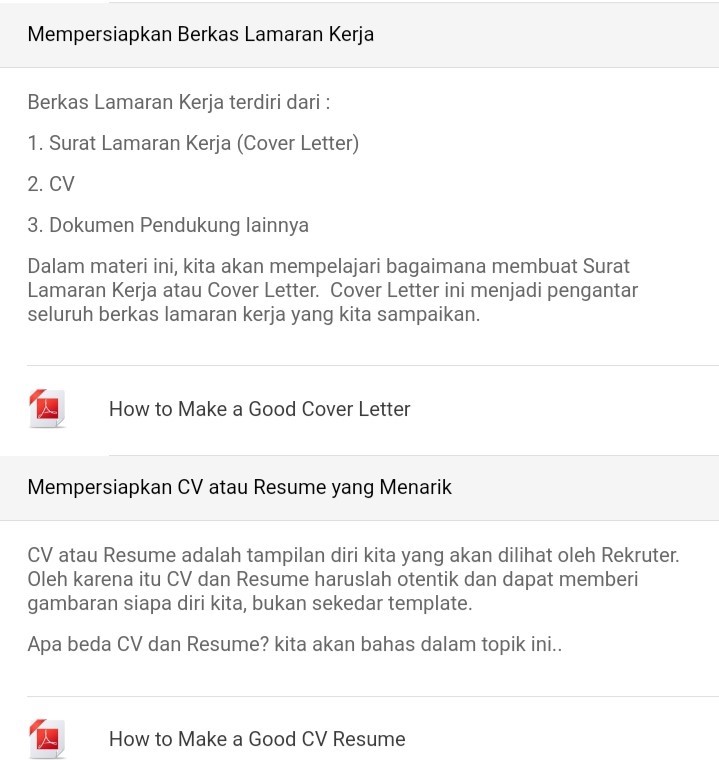 Mempersiapkan Berkas Lamaran Kerja
Berkas Lamaran Kerja terdiri dari :
1. Surat Lamaran Kerja (Cover Letter)
2. CV
3. Dokumen Pendukung lainnya
Dalam materi ini, kita akan mempelajari bagaimana membuat Surat
Lamaran Kerja atau Cover Letter.  Cover Letter ini menjadi pengantar
seluruh berkas lamaran kerja yang kita sampaikan.
How to Make a Good Cover Letter
Mempersiapkan CV atau Resume yang Menarik
CV atau Resume adalah tampilan diri kita yang akan dilihat oleh Rekruter.
Oleh karena itu CV dan Resume haruslah otentik dan dapat memberi
gambaran siapa diri kita, bukan sekedar template.
Apa beda CV dan Resume? kita akan bahas dalam topik ini..
How to Make a Good CV Resume